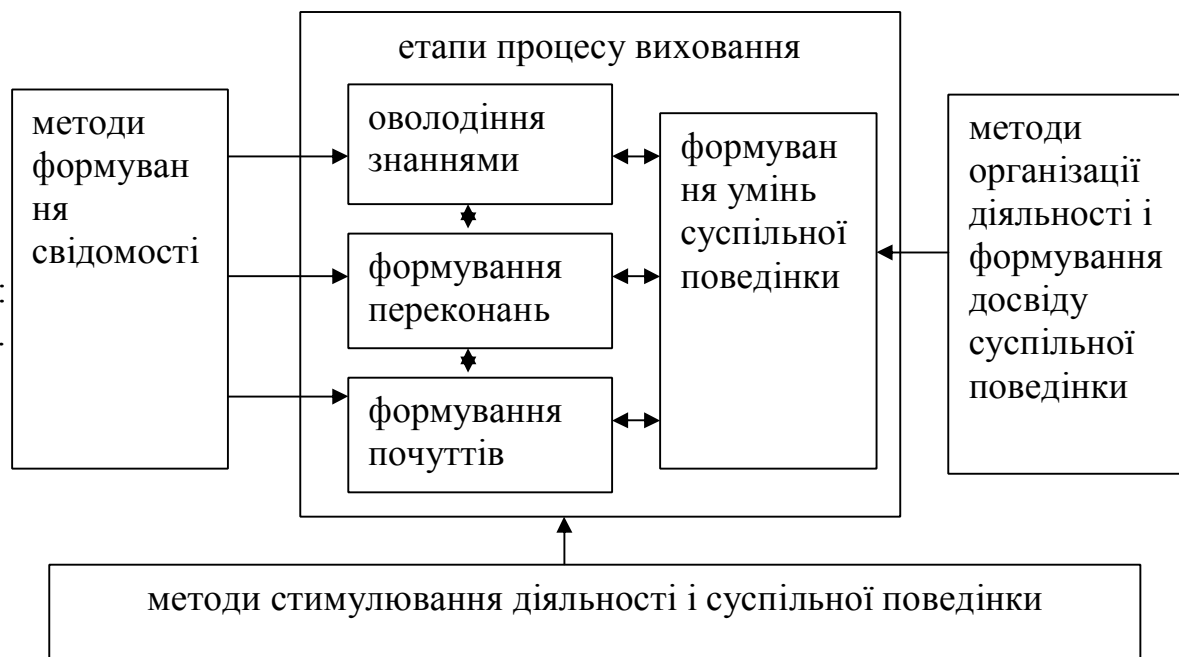 етапи процесу виховання
методи
формуван
ня
свідомості
оволодіння
знаннями
формування
переконань
формування
почуттів
формуван
ня умінь
суспільної
поведінки
методи
організації
діяльності і
формування
досвіду
суспільної
поведінки
методи стимулювання діяльності і суспільної поведінки